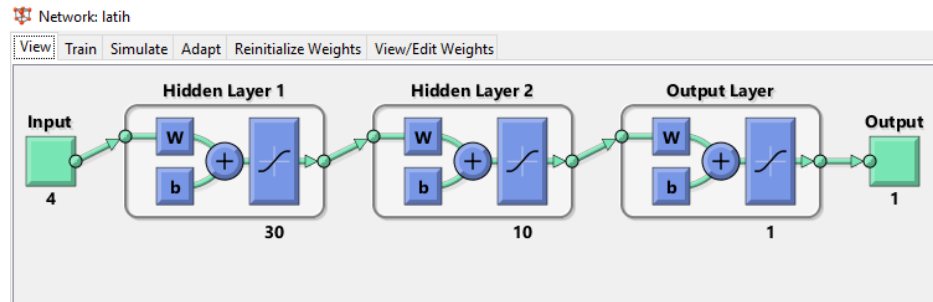 Network: latih
View Train Simulate Adapt Reinitialize Weights View/Edit Weights
Hidden Layer 1 Hidden Layer 2 Output Layer
Input Output
W W W
+ + +
b b b
4 1
30 10 1